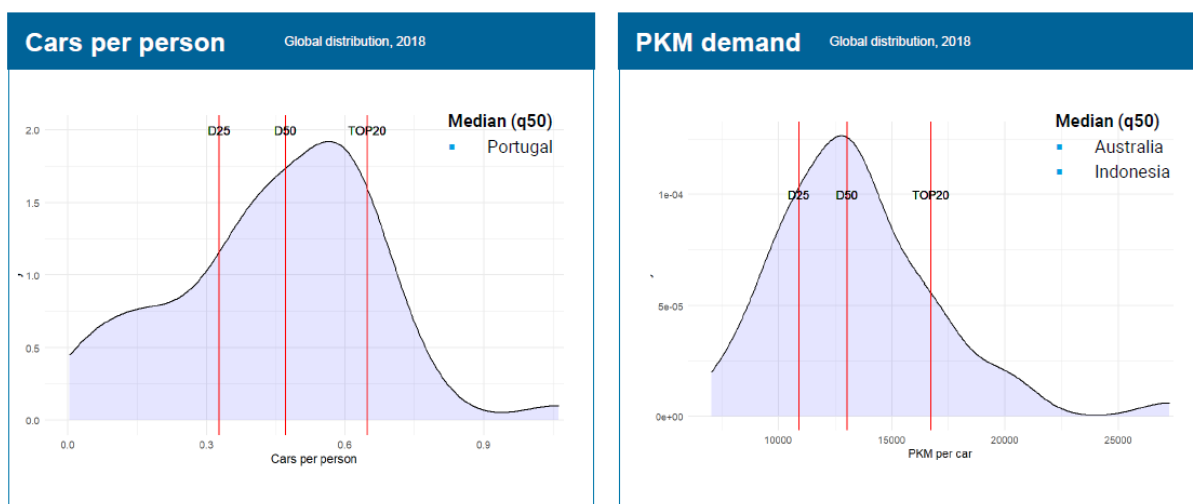 Cars per person Global distribution, 2018
Median (q50)
Portugal
D25 D50 TOP20
2.0
1.5
1.0
0.5
0.0
0.0 0.3 0.6 0.9
Cars per person
PKM demand Global distribution, 2018
Median (q50)
Australia
Indonesia
D25 D50 TOP20
1e-04
5e-05
0e+00
10000 15000 20000 25000
PKM per car